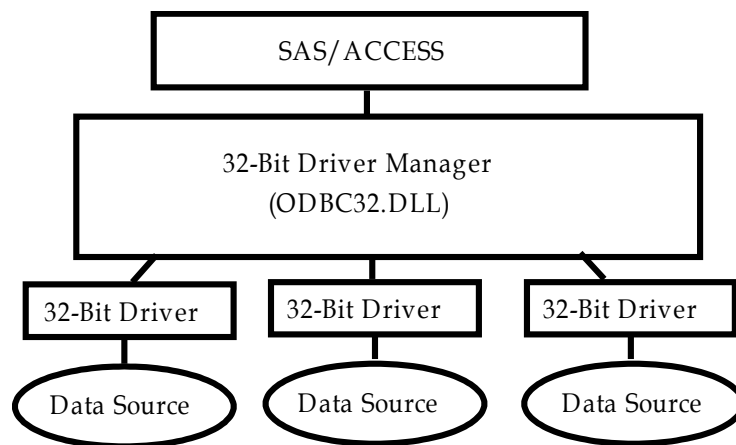 SAS/ACCESS
32-Bit Driver Manager
(ODBC32.DLL)
32-Bit Driver
32-Bit Driver
32-Bit Driver
Data Source
Data Source
Data Source